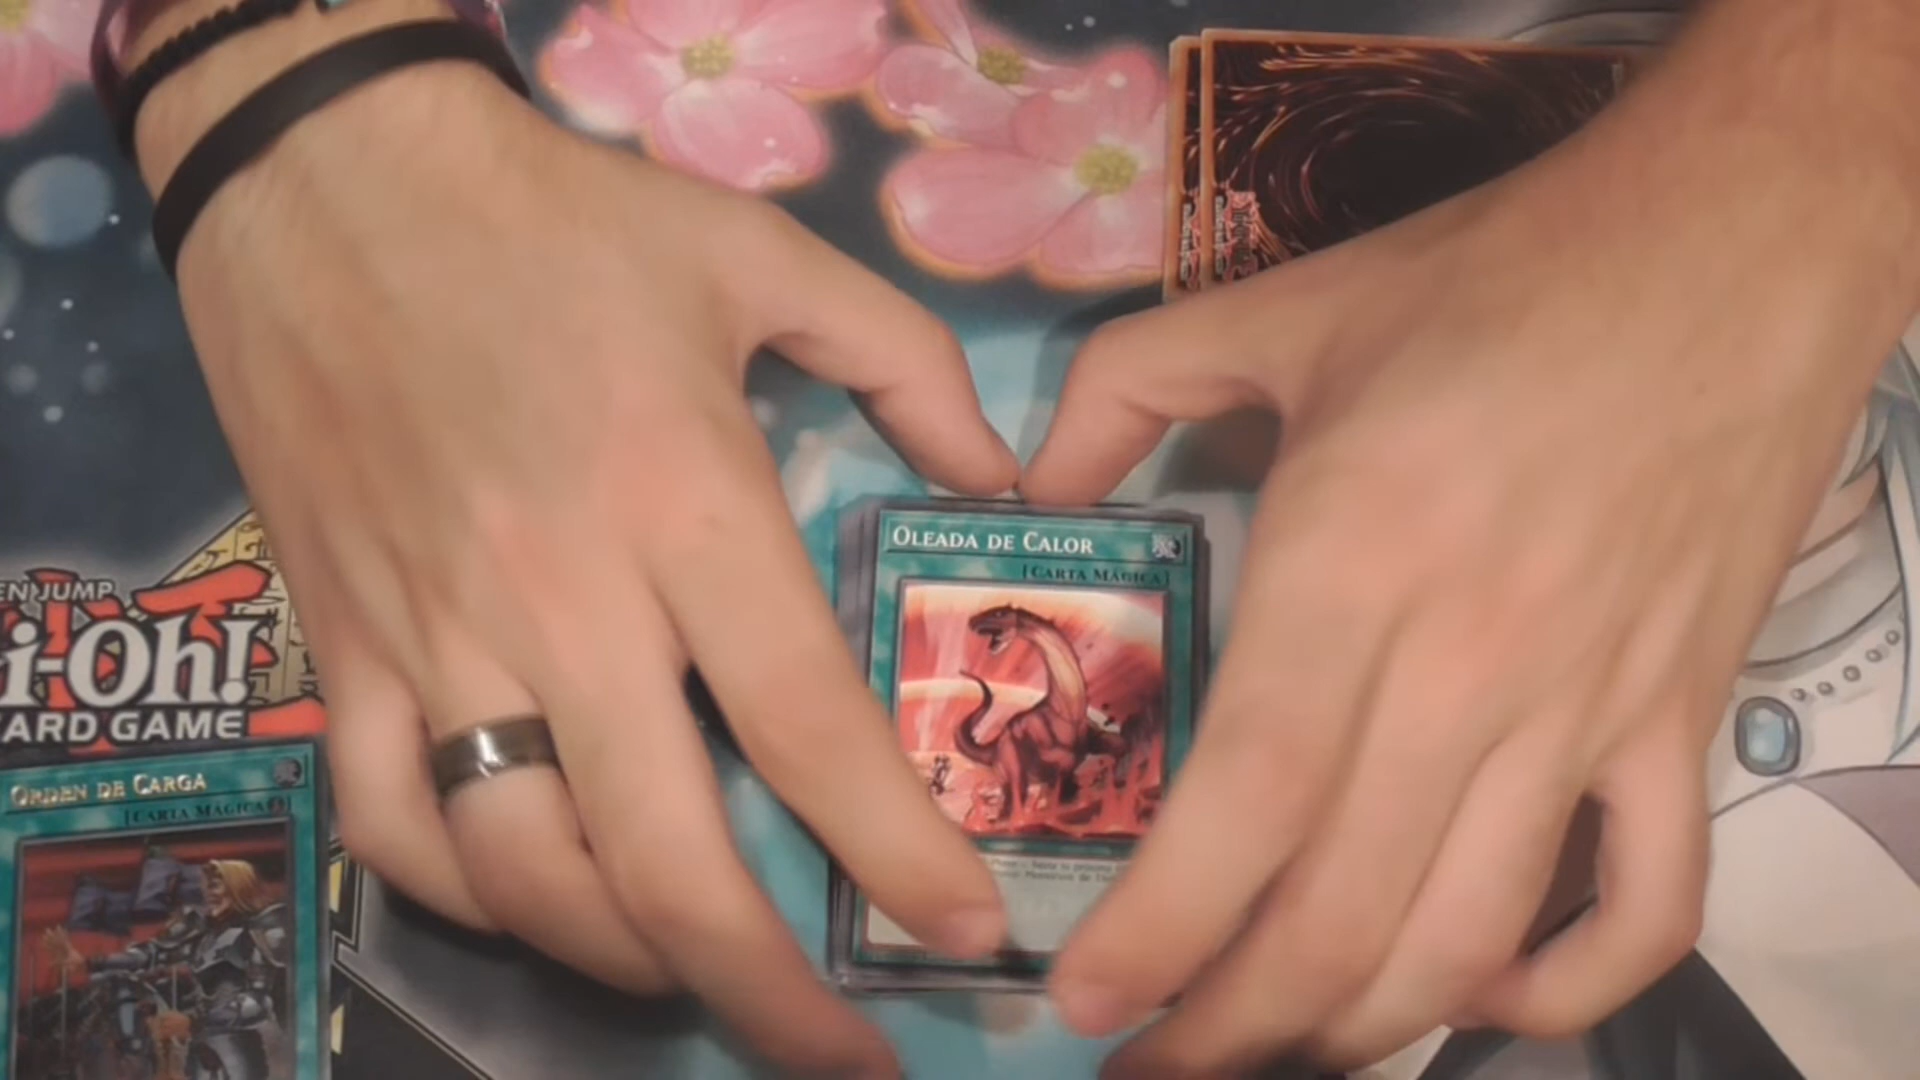 OLEADA DE CALOR
[CARTA MÁGICA]
EN JUMP
i-Oh!
ARD GAME
ORDEN DE CARGA
[CARTA MÁGICA]